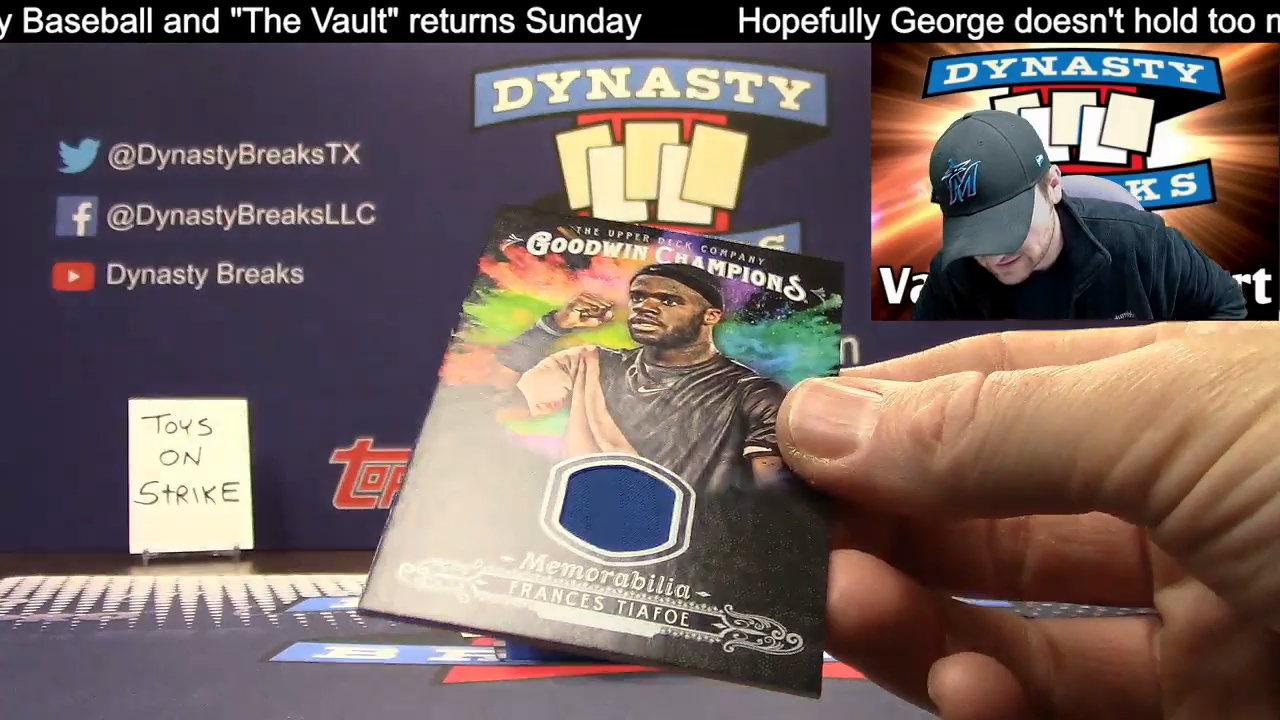 y Baseball and "The Vault" returns Sunday
Hopefully George doesn't hold too
DYNASTY
@DynastyBreaksTX
@DynastyBreaksLLC
Dynasty Breaks
DYNASTY
KS
Va
rt
THE UPPER DECK COMPANY
GOODWIN CHAMPIONS
TOYS
ON
STRIKE
TOP
- Memorabilia -
FRANCES TIAFOE